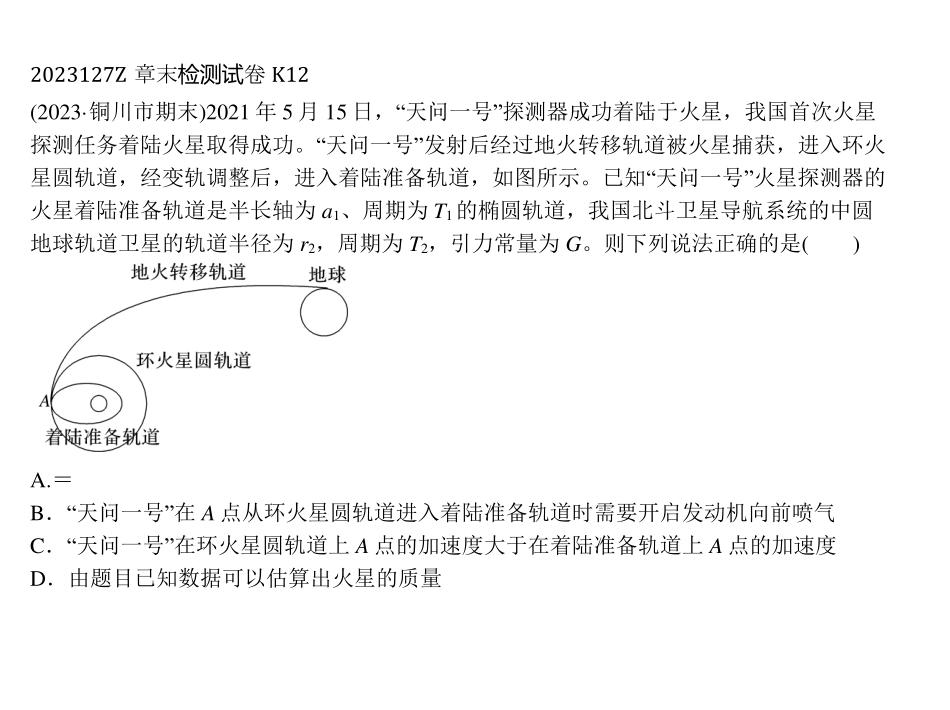 2023127Z 章末检测试卷 K12
(2023·铜川市期末)2021 年 5 月 15 日，“天问一号”探测器成功着陆于火星，我国首次火星
探测任务着陆火星取得成功。“天问一号”发射后经过地火转移轨道被火星捕获，进入环火
星圆轨道，经变轨调整后，进入着陆准备轨道，如图所示。已知“天问一号”火星探测器的
火星着陆准备轨道是半长轴为 a₁、周期为 T₁ 的椭圆轨道，我国北斗卫星导航系统的中圆
地球轨道卫星的轨道半径为 r₂，周期为 T₂，引力常量为 G。则下列说法正确的是(　　)
地火转移轨道 地球
环火星圆轨道
A
着陆准备轨道
A.＝
B．“天问一号”在 A 点从环火星圆轨道进入着陆准备轨道时需要开启发动机向前喷气
C．“天问一号”在环火星圆轨道上 A 点的加速度大于在着陆准备轨道上 A 点的加速度
D．由题目已知数据可以估算出火星的质量